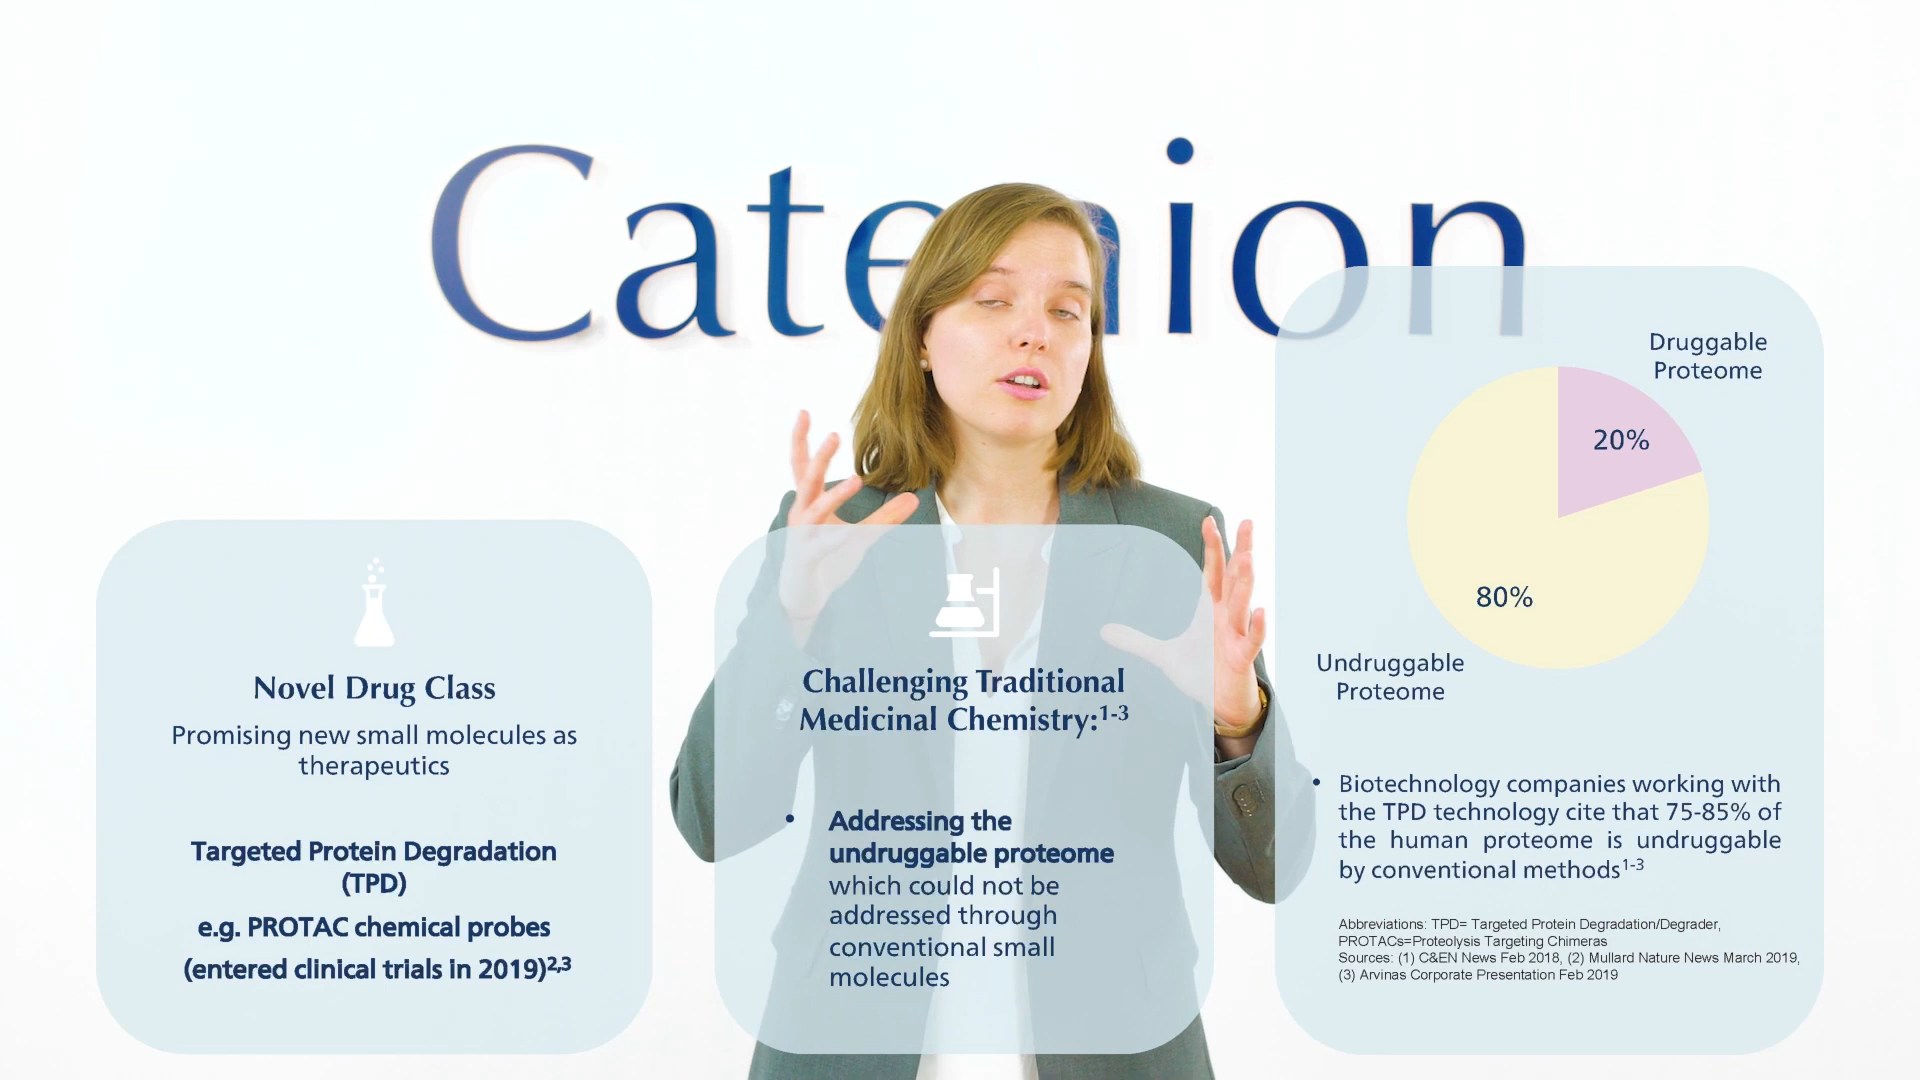 Catenion
Novel Drug Class
Promising new small molecules as
therapeutics
Targeted Protein Degradation
(TPD)
e.g. PROTAC chemical probes
(entered clinical trials in 2019)2,3
Challenging Traditional
Medicinal Chemistry:1-3
• Addressing the
undruggable proteome
which could not be
addressed through
conventional small
molecules
Druggable
Proteome
20%
80%
Undruggable
Proteome
• Biotechnology companies working with
the TPD technology cite that 75-85% of
the human proteome is undruggable
by conventional methods1-3
Abbreviations: TPD= Targeted Protein Degradation/Degrader,
PROTACs=Proteolysis Targeting Chimeras
Sources: (1) C&EN News Feb 2018, (2) Mullard Nature News March 2019,
(3) Arvinas Corporate Presentation Feb 2019